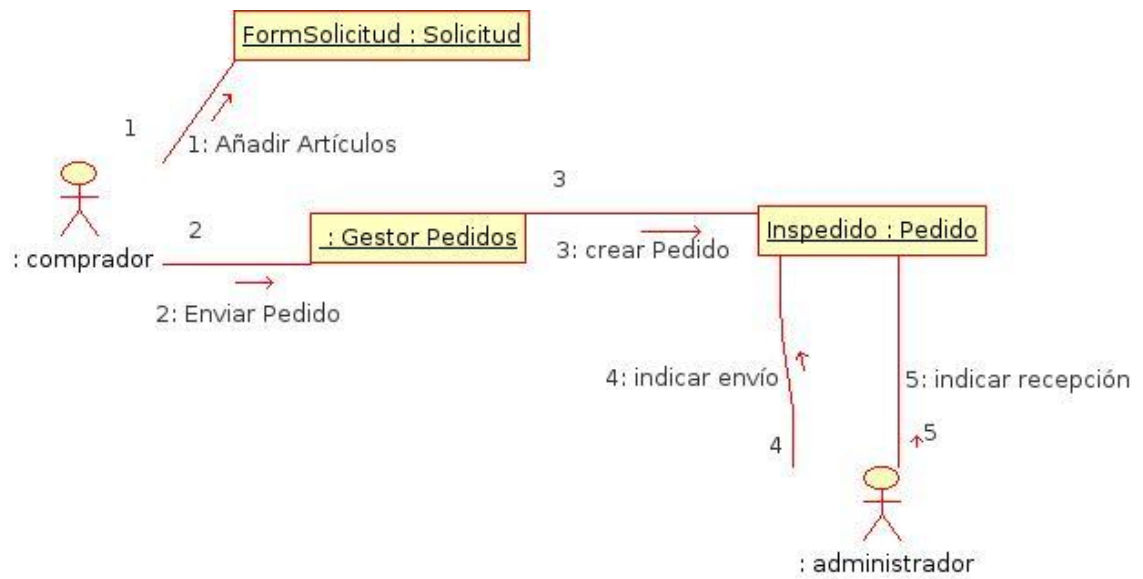 FormSolicitud : Solicitud
1
1: Añadir Artículos
3
2
: Gestor Pedidos
Inspedido : Pedido
: comprador
3: crear Pedido
2: Enviar Pedido
4: indicar envío
5: indicar recepción
4
5
: administrador